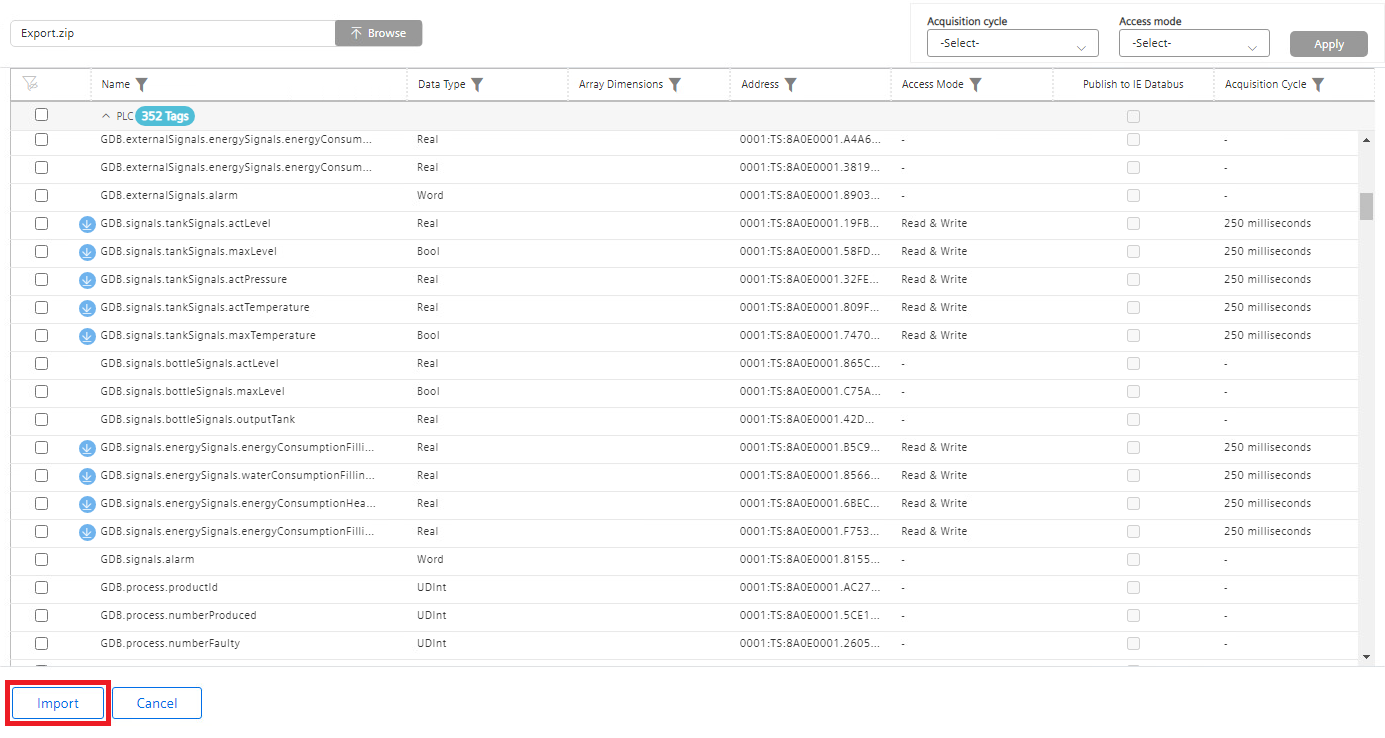 Acquisition cycle Access mode
Export.zip Browse -Select- -Select- Apply
Name Data Type Array Dimensions Address Access Mode Publish to IE Databus Acquisition Cycle
PLC 352 Tags
GDB.externalSignals.energySignals.energyConsum... Real 0001:TS:8A0E0001.A4A6... - -
GDB.externalSignals.energySignals.energyConsum... Real 0001:TS:8A0E0001.3819... - -
GDB.externalSignals.alarm Word 0001:TS:8A0E0001.8903... - -
GDB.signals.tankSignals.actLevel Real 0001:TS:8A0E0001.19FB... Read & Write 250 milliseconds
GDB.signals.tankSignals.maxLevel Bool 0001:TS:8A0E0001.58FD... Read & Write 250 milliseconds
GDB.signals.tankSignals.actPressure Real 0001:TS:8A0E0001.32FE... Read & Write 250 milliseconds
GDB.signals.tankSignals.actTemperature Real 0001:TS:8A0E0001.809F... Read & Write 250 milliseconds
GDB.signals.tankSignals.maxTemperature Bool 0001:TS:8A0E0001.7470... Read & Write 250 milliseconds
GDB.signals.bottleSignals.actLevel Real 0001:TS:8A0E0001.865C... - -
GDB.signals.bottleSignals.maxLevel Bool 0001:TS:8A0E0001.C75A... - -
GDB.signals.bottleSignals.outputTank Real 0001:TS:8A0E0001.42D... - -
GDB.signals.energySignals.energyConsumptionFilli... Real 0001:TS:8A0E0001.B5C9... Read & Write 250 milliseconds
GDB.signals.energySignals.waterConsumptionFillin... Real 0001:TS:8A0E0001.8566... Read & Write 250 milliseconds
GDB.signals.energySignals.energyConsumptionHea... Real 0001:TS:8A0E0001.6BEC... Read & Write 250 milliseconds
GDB.signals.energySignals.energyConsumptionFilli... Real 0001:TS:8A0E0001.F753... Read & Write 250 milliseconds
GDB.signals.alarm Word 0001:TS:8A0E0001.8155... - -
GDB.process.productId UDInt 0001:TS:8A0E0001.AC27... - -
GDB.process.numberProduced UDInt 0001:TS:8A0E0001.5CE1... - -
GDB.process.numberFaulty UDInt 0001:TS:8A0E0001.2605... - -
Import Cancel